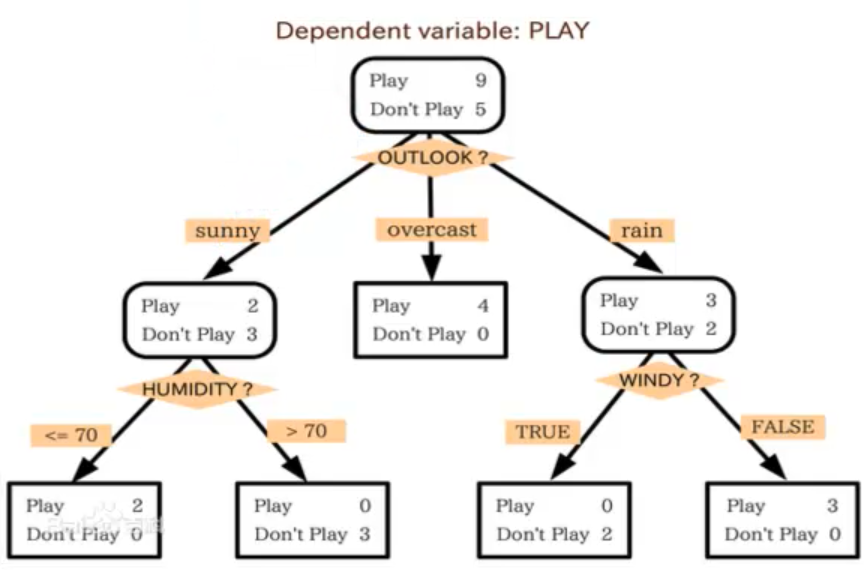 Dependent variable: PLAY
Play 9
Don't Play 5
OUTLOOK ?
sunny
overcast
rain
Play 2
Don't Play 3
Play 4
Don't Play 0
Play 3
Don't Play 2
HUMIDITY ?
WINDY ?
<= 70
> 70
TRUE
FALSE
Play 2
Don't Play 0
Play 0
Don't Play 3
Play 0
Don't Play 2
Play 3
Don't Play 0